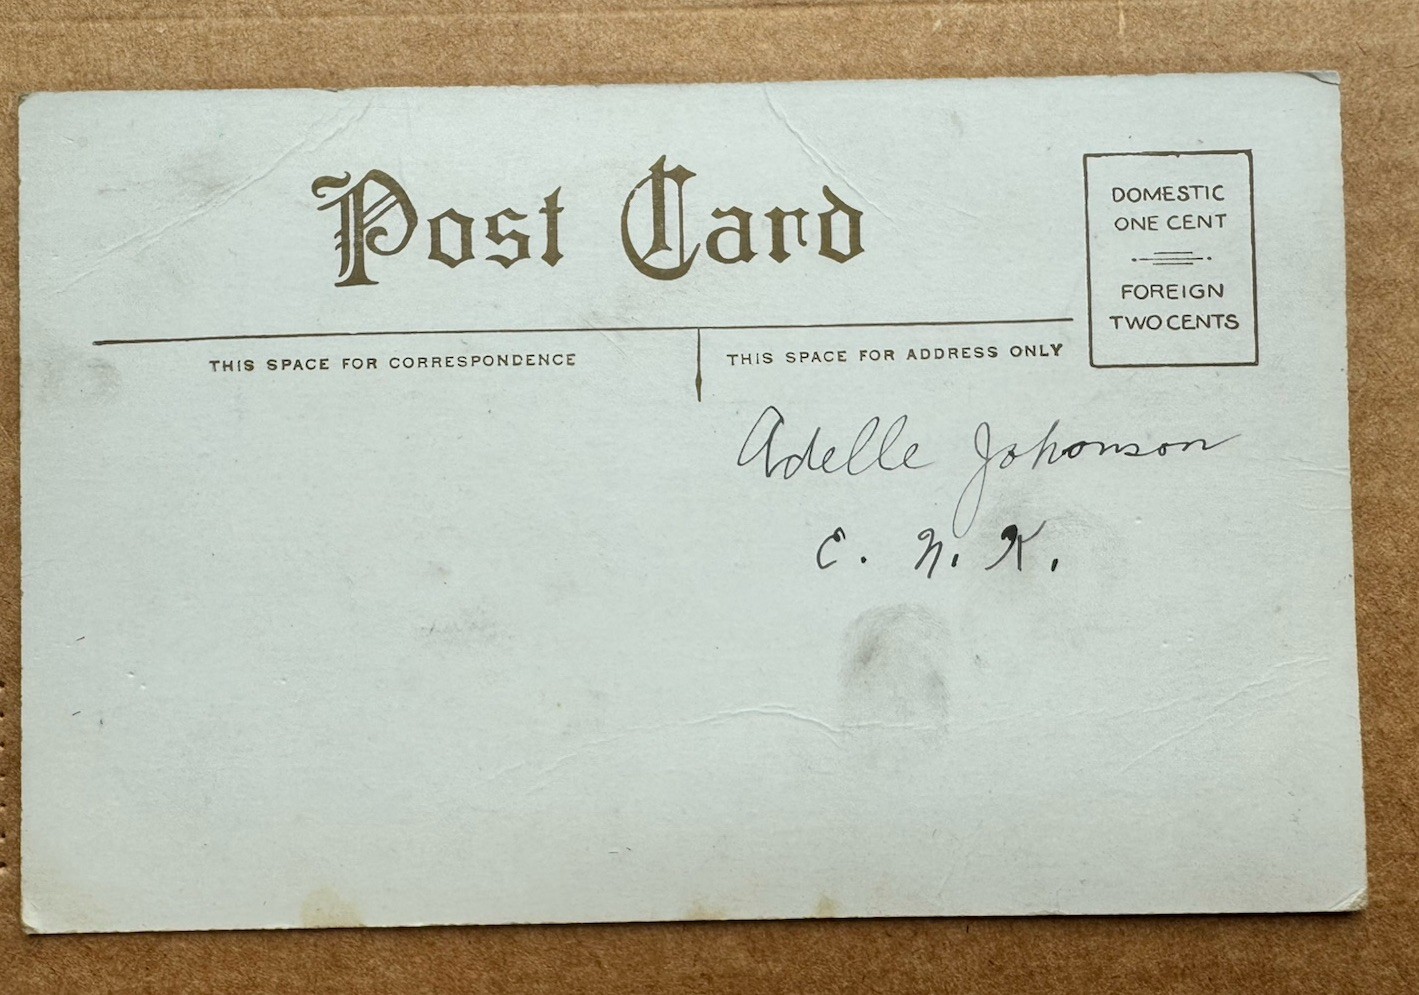 Post Card
DOMESTIC
ONE CENT
FOREIGN
TWO CENTS
THIS SPACE FOR CORRESPONDENCE
THIS SPACE FOR ADDRESS ONLY
Adelle Johonson
E. N. K.